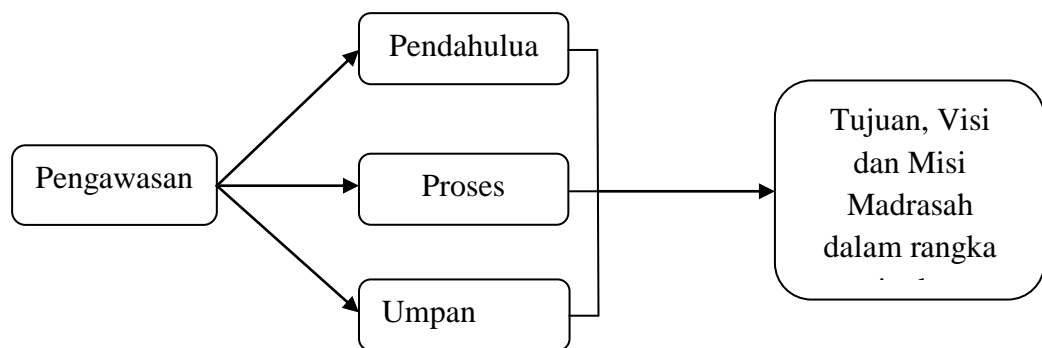 Pendahulua
Pengawasan
Proses
Umpan
Tujuan, Visi
dan Misi
Madrasah
dalam rangka